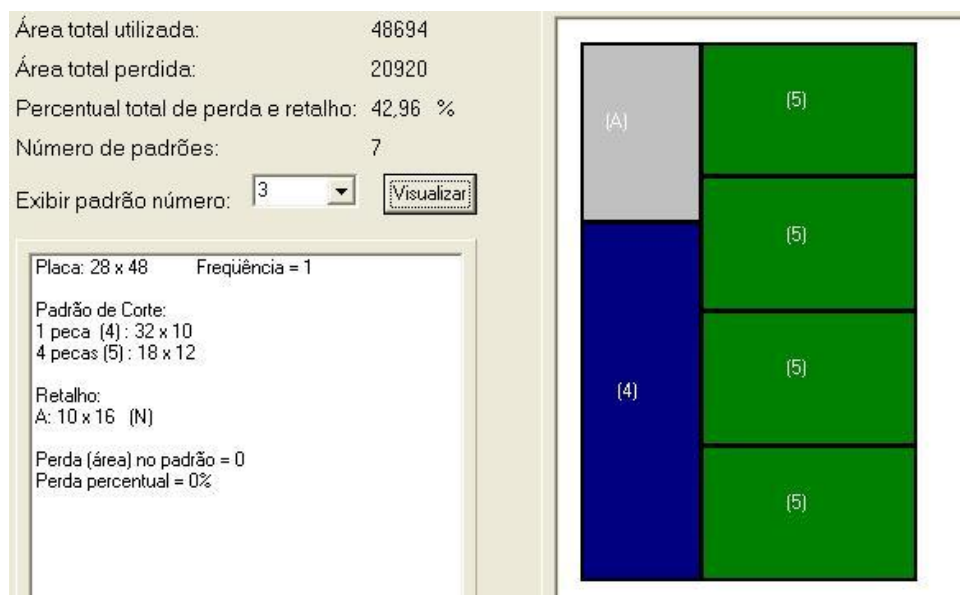 Área total utilizada: 48694
Área total perdida: 20920
Percentual total de perda e retalho: 42,96 %
Número de padrões: 7
Exibir padrão número: 3 Visualizar
Placa: 28 x 48 Freqüência = 1
Padrão de Corte:
1 peca (4) : 32 x 10
4 pecas (5) : 18 x 12
Retalho:
A: 10 x 16 (N)
Perda (área) no padrão = 0
Perda percentual = 0%
(A)
(4)
(5)
(5)
(5)
(5)